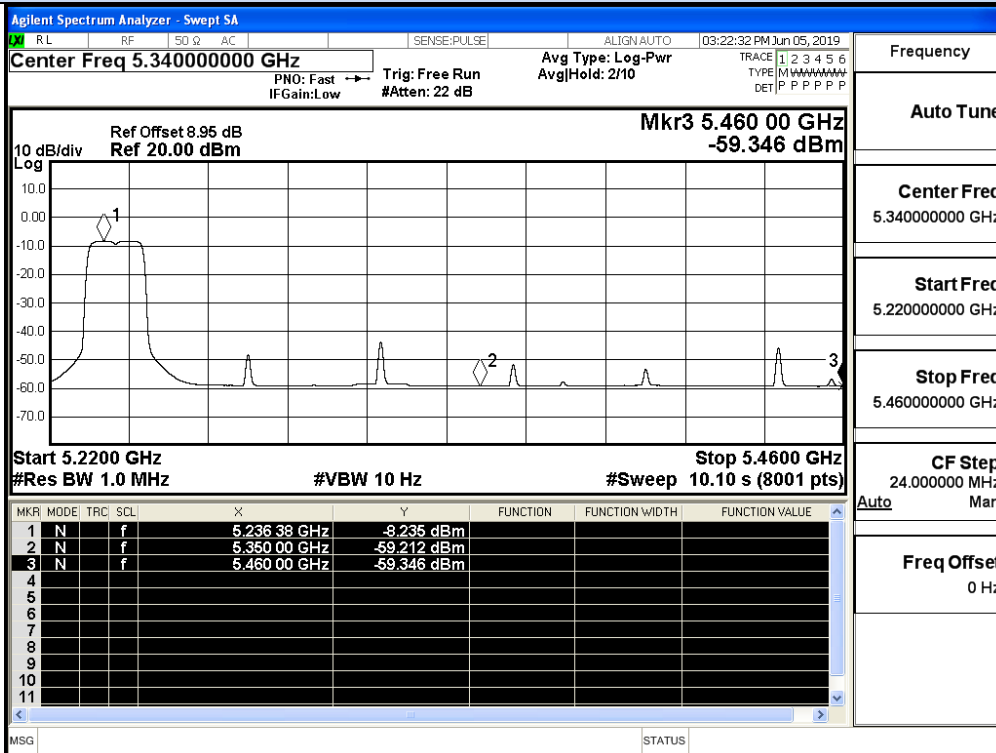 Agilent Spectrum Analyzer - Swept SA
LXI RL RF 50 Ω AC SENSE:PULSE ALIGN AUTO 03:22:32 PM Jun 05, 2019
Center Freq 5.340000000 GHz
PNO: Fast
IFGain:Low
Trig: Free Run
#Atten: 22 dB
Avg Type: Log-Pwr
Avg|Hold: 2/10
TRACE 1 2 3 4 5 6
TYPE M WWWWW
DET P P P P P P
Frequency
Auto Tune
Center Freq
5.340000000 GHz
Start Freq
5.220000000 GHz
Stop Freq
5.460000000 GHz
CF Step
24.000000 MHz
Auto Man
Freq Offset
0 Hz
Mkr3 5.460 00 GHz
-59.346 dBm
Ref Offset 8.95 dB
10 dB/div Ref 20.00 dBm
Log
10.0
0.00
-10.0
-20.0
-30.0
-40.0
-50.0
-60.0
-70.0
1
2
3
Start 5.2200 GHz Stop 5.4600 GHz
#Res BW 1.0 MHz #VBW 10 Hz #Sweep 10.10 s (8001 pts)
MKR MODE TRC SCL X Y FUNCTION FUNCTION WIDTH FUNCTION VALUE
1 N f 5.236 38 GHz -8.235 dBm
2 N f 5.350 00 GHz -59.212 dBm
3 N f 5.460 00 GHz -59.346 dBm
4
5
6
7
8
9
10
11
MSG STATUS